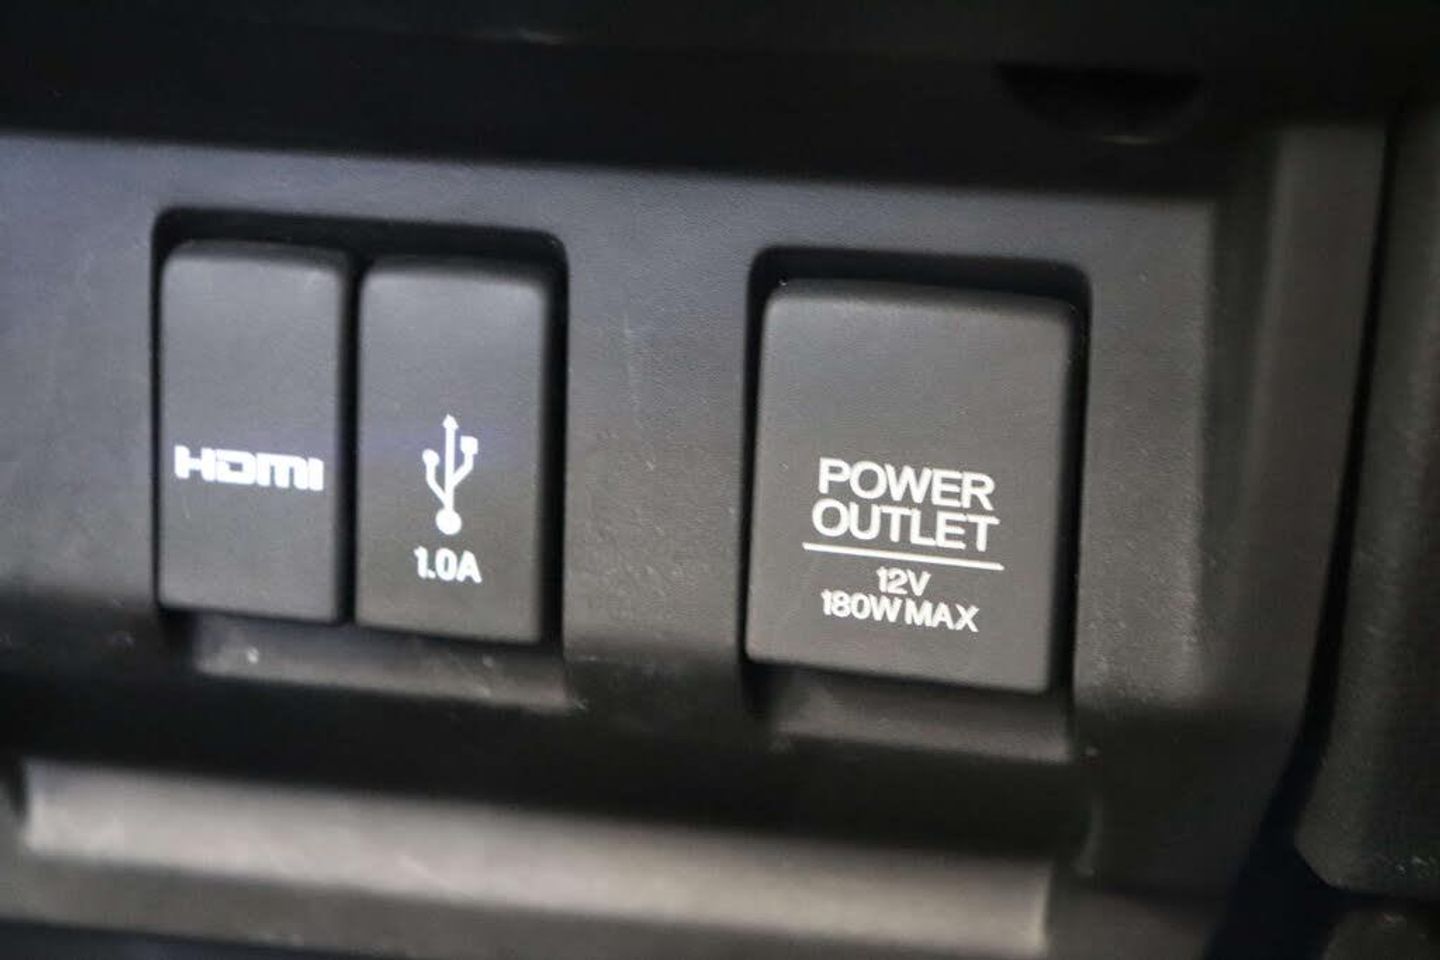 HDMI
1.0A
POWER
OUTLET
12V
180W MAX